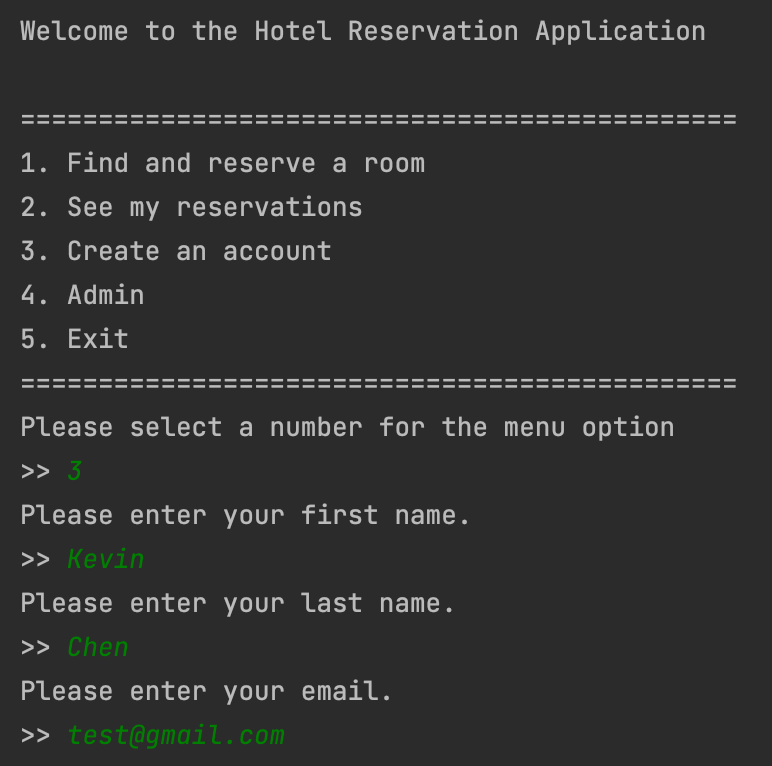 Welcome to the Hotel Reservation Application
==============================================
1. Find and reserve a room
2. See my reservations
3. Create an account
4. Admin
5. Exit
==============================================
Please select a number for the menu option
>> 3
Please enter your first name.
>> Kevin
Please enter your last name.
>> Chen
Please enter your email.
>> test@gmail.com